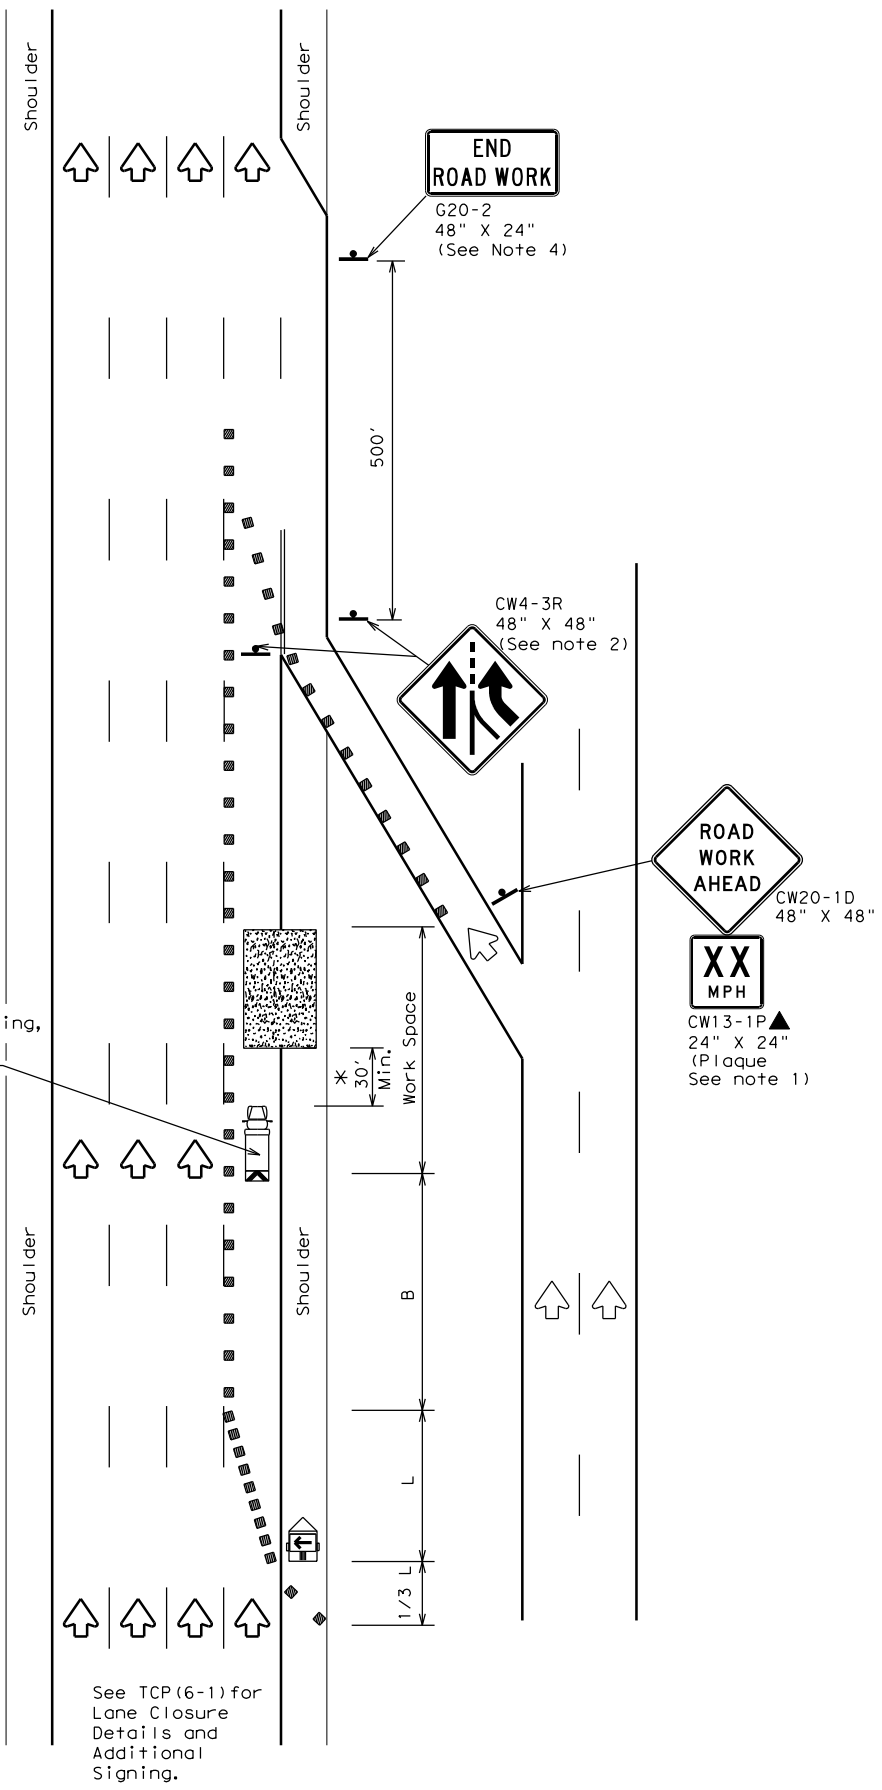 Shoulder
Shoulder
END
ROAD WORK
G20-2
48" X 24"
(See Note 4)
500'
CW4-3R
48" X 48"
(See note 2)
ROAD
WORK
AHEAD
CW20-1D
48" X 48"
XX
MPH
CW13-1P
24" X 24"
(Plaque
See note 1)
ing,
* 30'
Min.
Work Space
Shoulder
Shoulder
B
L
1/3 L
See TCP(6-1)for
Lane Closure
Details and
Additional
Signing.